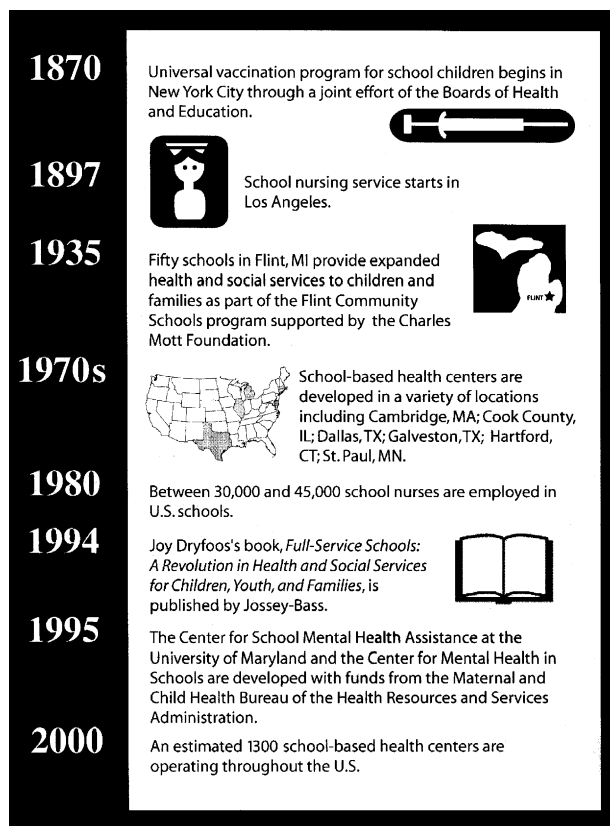 1870
Universal vaccination program for school children begins in
New York City through a joint effort of the Boards of Health
and Education.
1897
School nursing service starts in
Los Angeles.
1935
Fifty schools in Flint, MI provide expanded
health and social services to children and
families as part of the Flint Community
Schools program supported by the Charles
Mott Foundation.
FLINT
1970s
School-based health centers are
developed in a variety of locations
including Cambridge, MA; Cook County,
IL; Dallas, TX; Galveston,TX; Hartford,
CT; St. Paul, MN.
1980
Between 30,000 and 45,000 school nurses are employed in
U.S. schools.
1994
Joy Dryfoos's book, Full-Service Schools:
A Revolution in Health and Social Services
for Children, Youth, and Families, is
published by Jossey-Bass.
1995
The Center for School Mental Health Assistance at the
University of Maryland and the Center for Mental Health in
Schools are developed with funds from the Maternal and
Child Health Bureau of the Health Resources and Services
Administration.
2000
An estimated 1300 school-based health centers are
operating throughout the U.S.